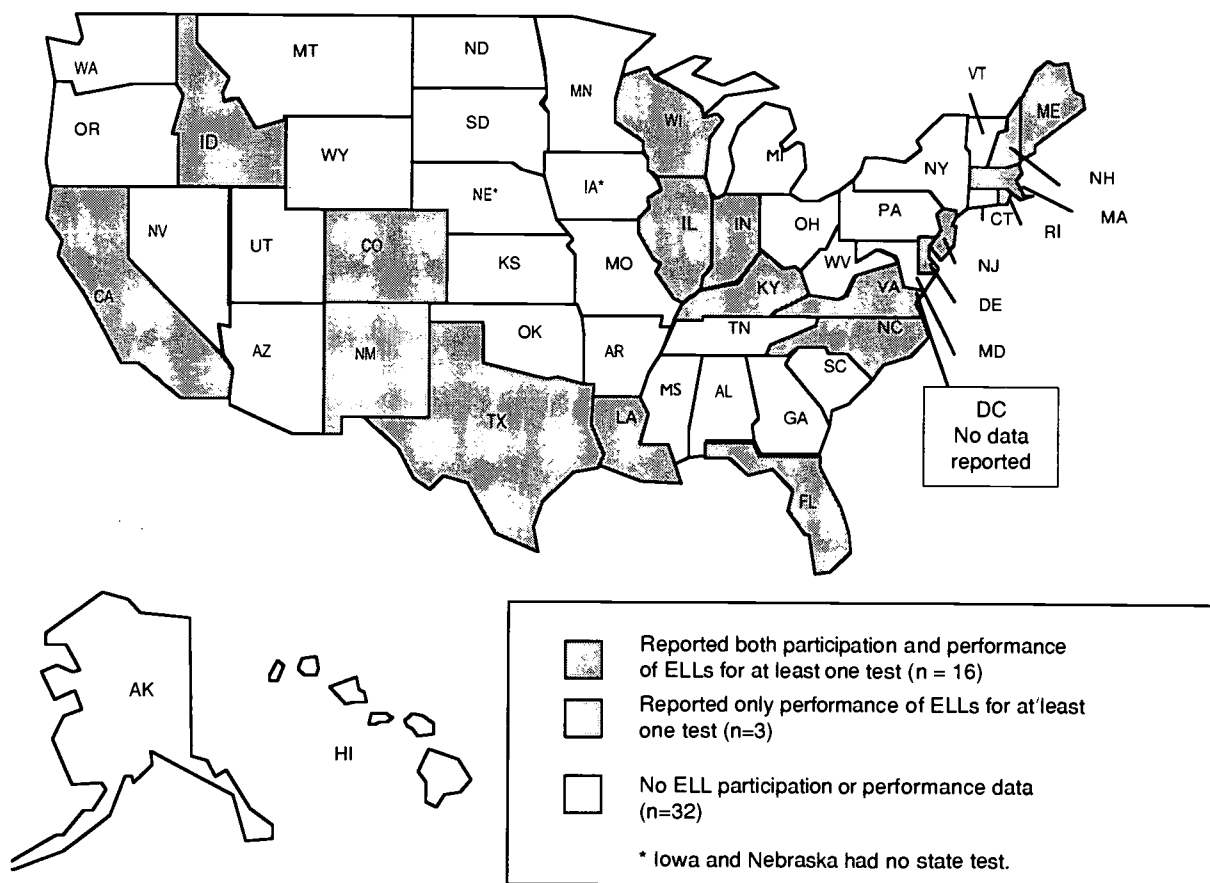 WA
MT
ND
MN
VT
ME
OR
ID
SD
WI
MI
NY
WY
NH
NE*
IA*
MA
PA
CT
RI
NV
UT
CO
IL
IN
OH
NJ
KS
MO
WV
CA
KY
VA
DE
AZ
NM
OK
AR
TN
NC
MD
SC
TX
LA
MS
AL
GA
DC
No data
reported
FL
AK
HI
Reported both participation and performance
of ELLs for at least one test (n = 16)
Reported only performance of ELLs for at least
one test (n=3)
No ELL participation or performance data
(n=32)
* Iowa and Nebraska had no state test.